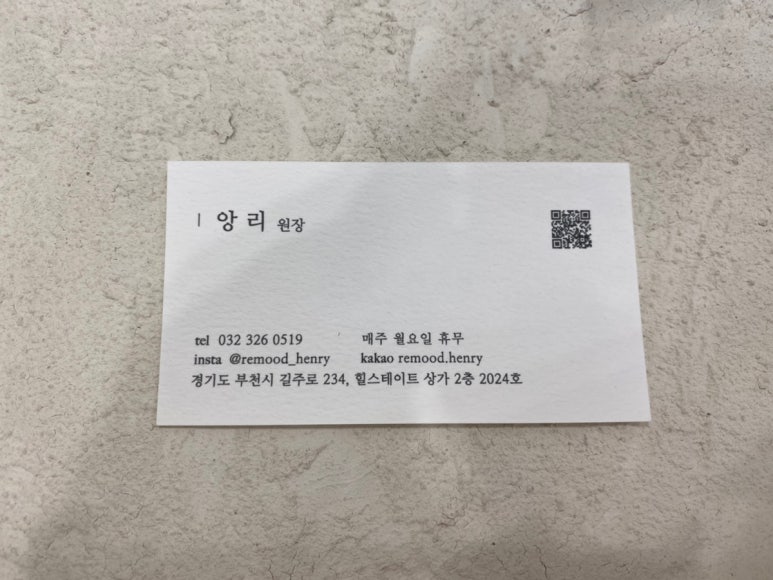 | 앙리 원장
tel 032 326 0519 매주 월요일 휴무
insta @remood_henry kakao remood.henry
경기도 부천시 길주로 234, 힐스테이트 상가 2층 2024호